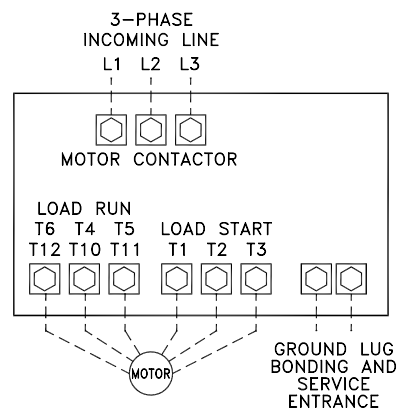 3-PHASE
INCOMING LINE
L1 L2 L3
MOTOR CONTACTOR
LOAD RUN
T6 T4 T5 LOAD START
T12 T10 T11 T1 T2 T3
MOTOR
GROUND LUG
BONDING AND
SERVICE
ENTRANCE